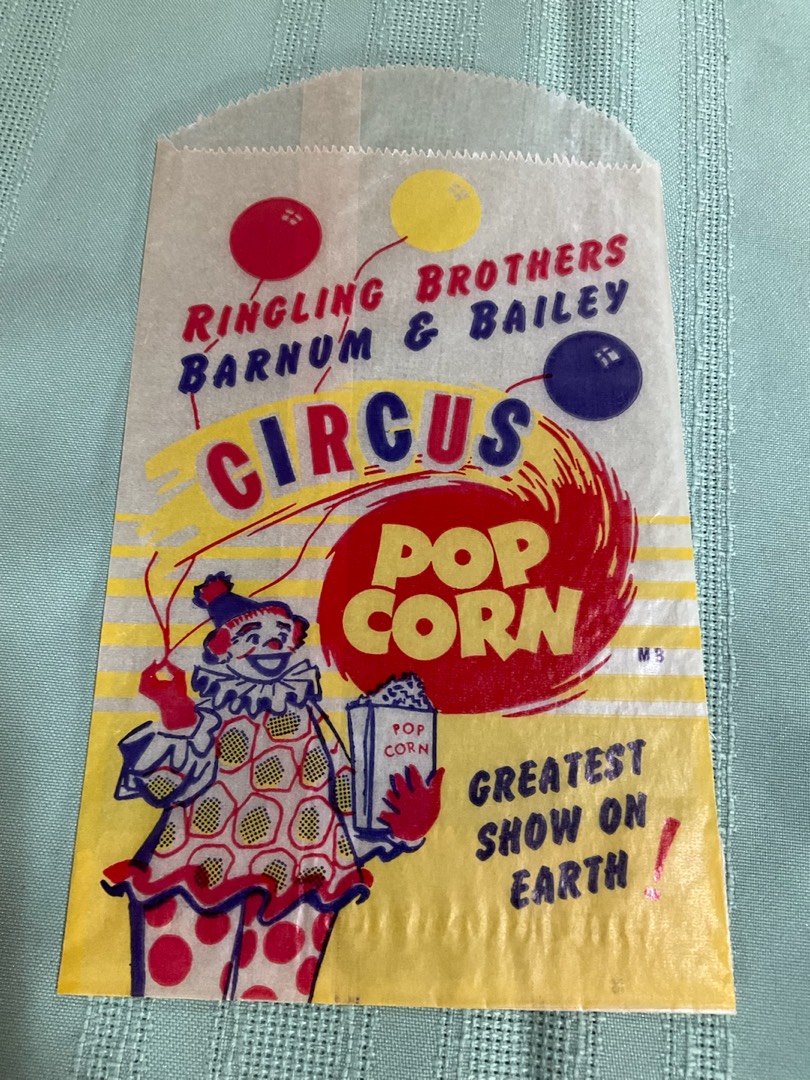 RINGLING BROTHERS
BARNUM & BAILEY
CIRCUS
POP
CORN
MB
POP
CORN
GREATEST
SHOW ON
EARTH!